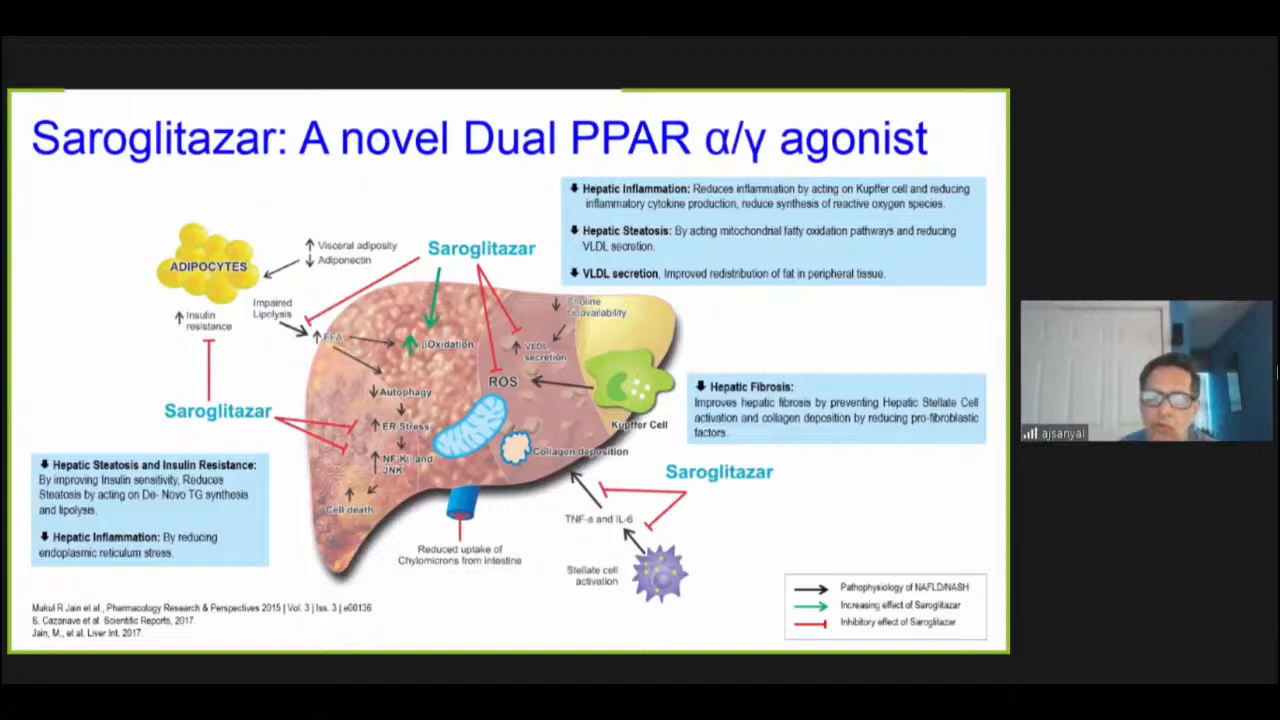 Saroglitazar: A novel Dual PPAR α/γ agonist
🡇 Hepatic Inflammation: Reduces inflammation by acting on Kupffer cell and reducing
inflammatory cytokine production, reduce synthesis of reactive oxygen species.
🡇 Hepatic Steatosis: By acting mitochondrial fatty oxidation pathways and reducing
VLDL secretion.
🡇 VLDL secretion, Improved redistribution of fat in peripheral tissue.
ADIPOCYTES
↑ Visceral adiposity
↓ Adiponectin
Saroglitazar
↑ Insulin
resistance
Impaired
Lipolysis
↑ FFA
↑ βOxidation
↓ Choline
bioavailability
↑ VLDL
secretion
ROS
↓ Autophagy
↑ ER Stress
↑ NF-K and
JNK
↑
Cell death
Kupffer Cell
Collagen deposition
Saroglitazar
🡇 Hepatic Fibrosis:
Improves hepatic fibrosis by preventing Hepatic Stellate Cell
activation and collagen deposition by reducing pro-fibroblastic
factors.
Saroglitazar
🡇 Hepatic Steatosis and Insulin Resistance:
By improving Insulin sensitivity, Reduces
Steatosis by acting on De- Novo TG synthesis
and lipolysis.
🡇 Hepatic Inflammation: By reducing
endoplasmic reticulum stress.
TNF-a and IL-6
Stellate cell
activation
Reduced uptake of
Chylomicrons from intestine
Pathophysiology of NAFLD/NASH
Increasing effect of Saroglitazar
Inhibitory effect of Saroglitazar
Mukul R Jain et al., Pharmacology Research & Perspectives 2015 | Vol. 3 | Iss. 3 | e00136
S. Cazanave et al. Scientific Reports, 2017.
Jain, M., et al. Liver Int. 2017.
ajsanyal